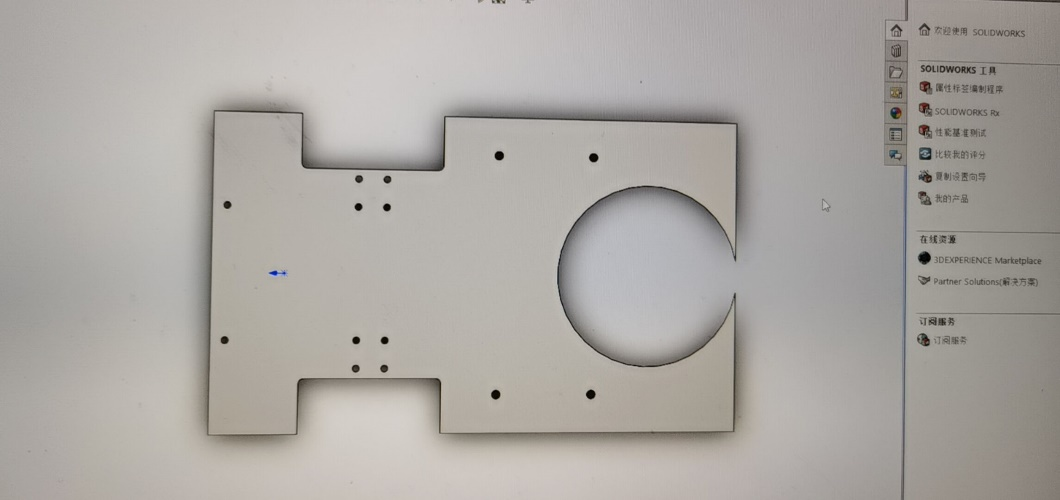 欢迎使用 SOLIDWORKS
SOLIDWORKS 工具
属性标签编制程序
SOLIDWORKS Rx
性能基准测试
比较我的评分
复制设置向导
我的产品
在线资源
3DEXPERIENCE Marketplace
Partner Solutions(解决方案)
订阅服务
订阅服务